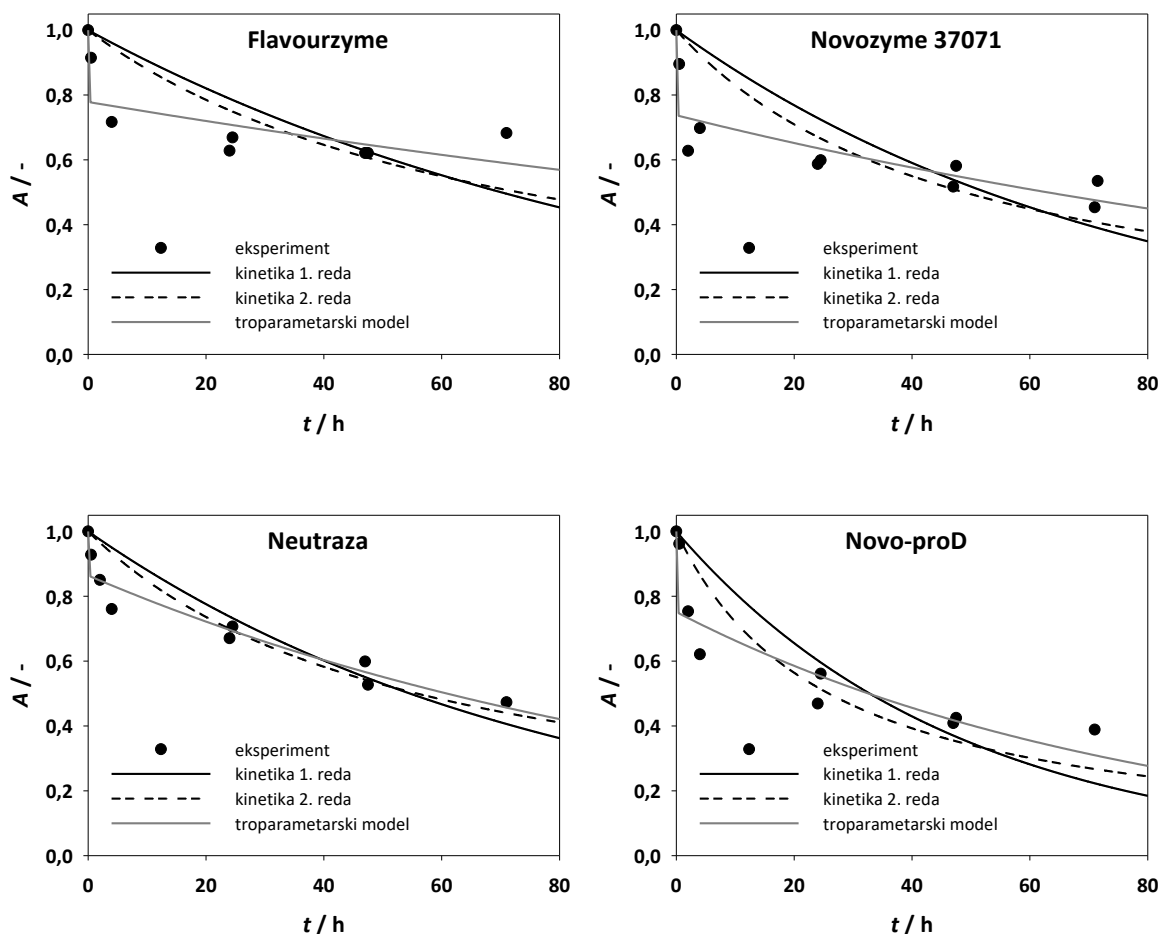 Flavourzyme
1,0
0,8
0,6
0,4
0,2
0,0
A / -
eksperiment
kinetika 1. reda
kinetika 2. reda
troparametarski model
0 20 40 60 80
t / h
Novozyme 37071
1,0
0,8
0,6
0,4
0,2
0,0
A / -
eksperiment
kinetika 1. reda
kinetika 2. reda
troparametarski model
0 20 40 60 80
t / h
Neutraza
1,0
0,8
0,6
0,4
0,2
0,0
A / -
eksperiment
kinetika 1. reda
kinetika 2. reda
troparametarski model
0 20 40 60 80
t / h
Novo-proD
1,0
0,8
0,6
0,4
0,2
0,0
A / -
eksperiment
kinetika 1. reda
kinetika 2. reda
troparametarski model
0 20 40 60 80
t / h